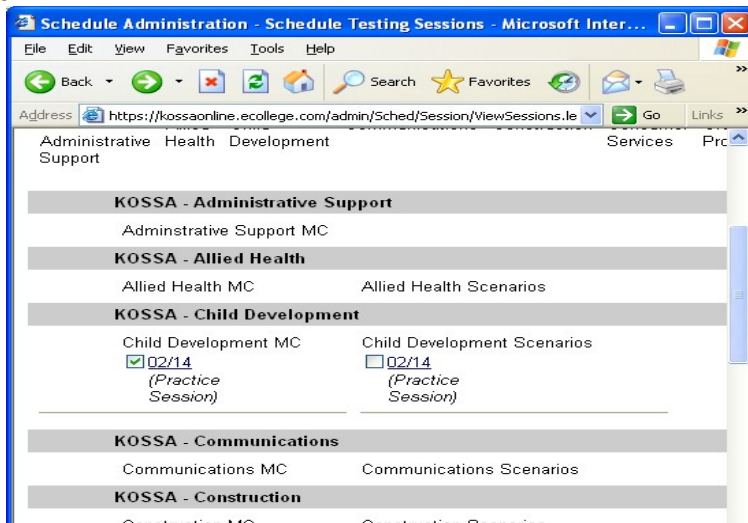 Schedule Administration - Schedule Testing Sessions - Microsoft Inter...
File Edit View Favorites Tools Help
Back Search Favorites »
Address https://kossaonline.ecollege.com/admin/Sched/Session/ViewSessions.le Go Links »
Administrative Health Development Services
Support
KOSSA - Administrative Support
Adminstrative Support MC
KOSSA - Allied Health
Allied Health MC Allied Health Scenarios
KOSSA - Child Development
Child Development MC Child Development Scenarios
02/14 02/14
(Practice (Practice
Session) Session)
KOSSA - Communications
Communications MC Communications Scenarios
KOSSA - Construction